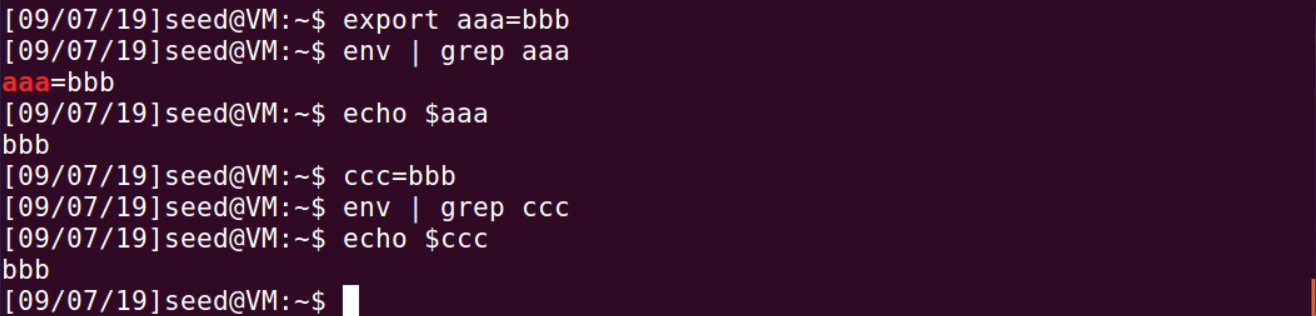 [09/07/19]seed@VM:~$ export aaa=bbb
[09/07/19]seed@VM:~$ env | grep aaa
aaa=bbb
[09/07/19]seed@VM:~$ echo $aaa
bbb
[09/07/19]seed@VM:~$ ccc=bbb
[09/07/19]seed@VM:~$ env | grep ccc
[09/07/19]seed@VM:~$ echo $ccc
bbb
[09/07/19]seed@VM:~$